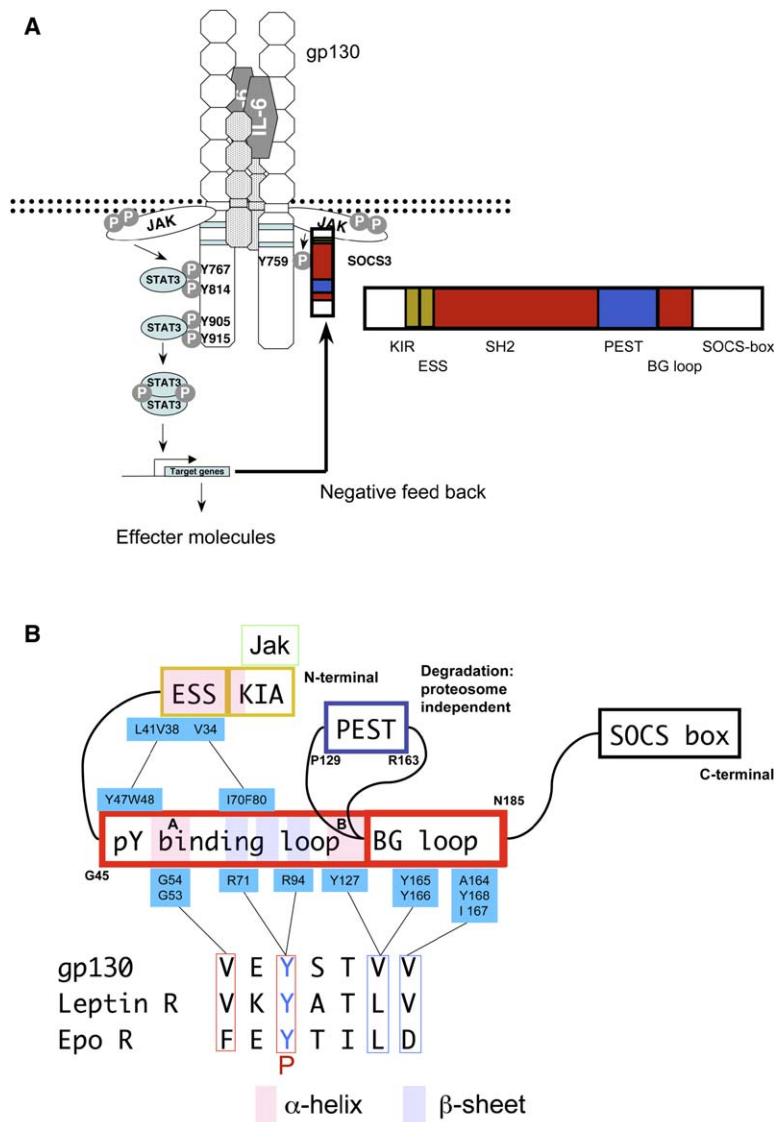 A
gp130
-6
IL-6
P P
JAK
JAK
P P
P Y767
STAT3
P Y814
Y759 P
SOCS3
P Y905
STAT3
P Y915
STAT3
P P
STAT3
Target genes
Negative feed back
Effecter molecules
KIR
ESS
SH2
PEST
BG loop
SOCS-box
B
Jak
ESS
KIA
N-terminal
Degradation:
proteosome
independent
PEST
P129
R163
SOCS box
C-terminal
L41V38 V34
Y47W48
I70F80
N185
A
B
pY binding loop
BG loop
G45
G54
G53
R71
R94
Y127
Y165
Y166
A164
Y168
I 167
gp130 V E Y S T V V
Leptin R V K Y A T L V
Epo R F E Y T I L D
P
α-helix
β-sheet